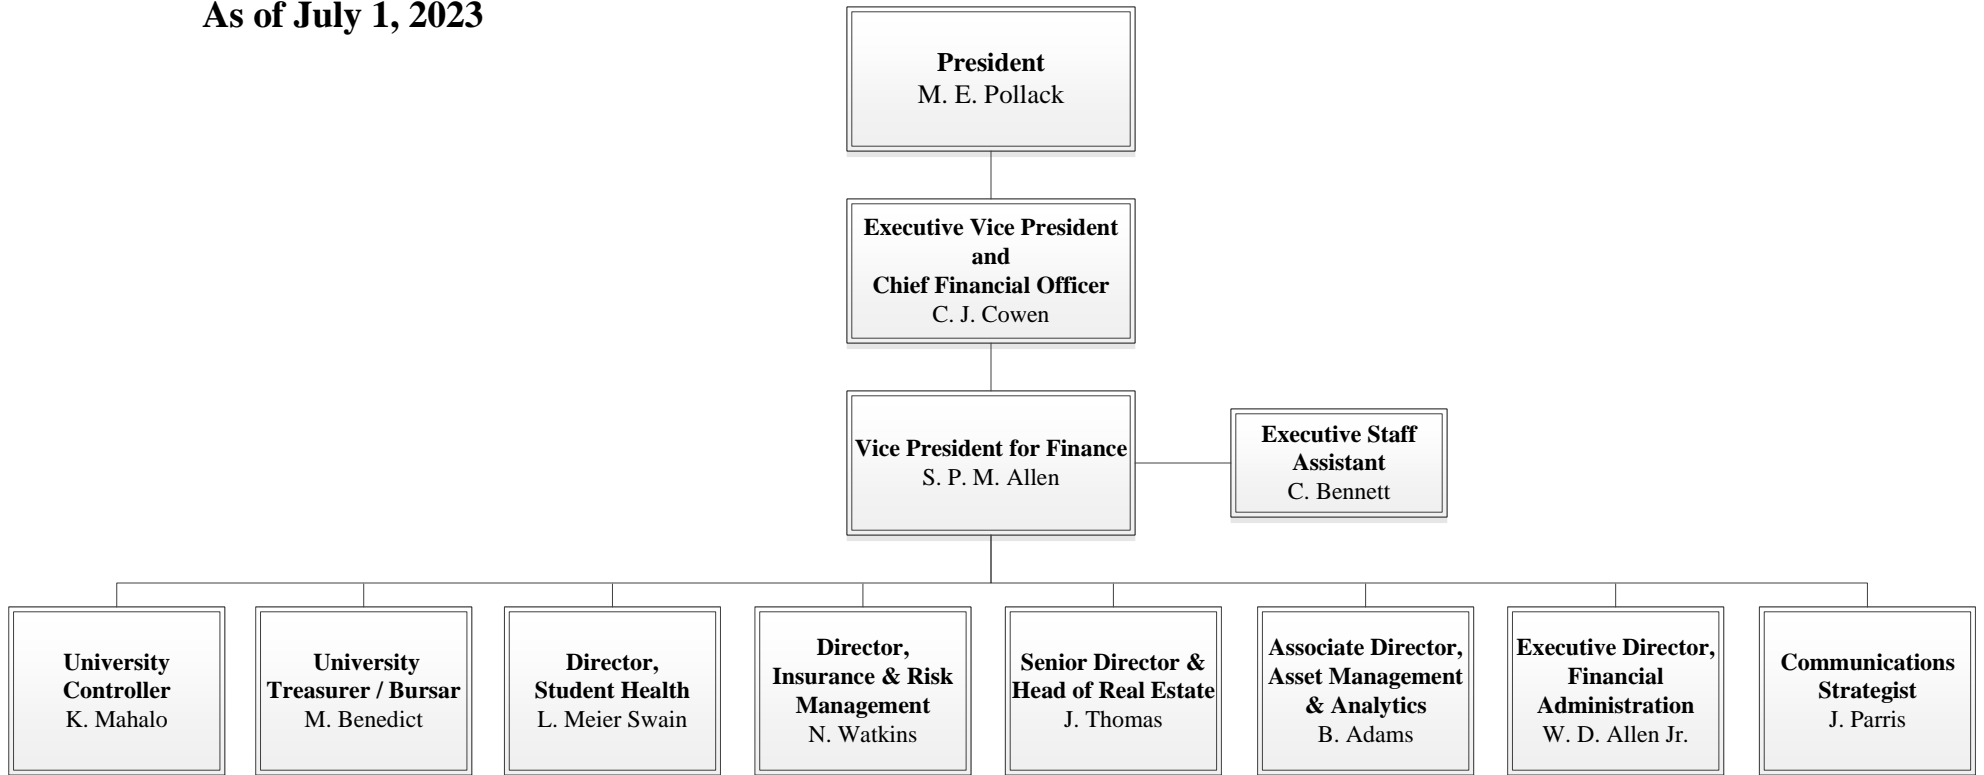 As of July 1, 2023
President
M. E. Pollack
Executive Vice President
and
Chief Financial Officer
C. J. Cowen
Vice President for Finance
S. P. M. Allen
Executive Staff
Assistant
C. Bennett
University
Controller
K. Mahalo
University
Treasurer / Bursar
M. Benedict
Director,
Student Health
L. Meier Swain
Director,
Insurance & Risk
Management
N. Watkins
Senior Director &
Head of Real Estate
J. Thomas
Associate Director,
Asset Management
& Analytics
B. Adams
Executive Director,
Financial
Administration
W. D. Allen Jr.
Communications
Strategist
J. Parris